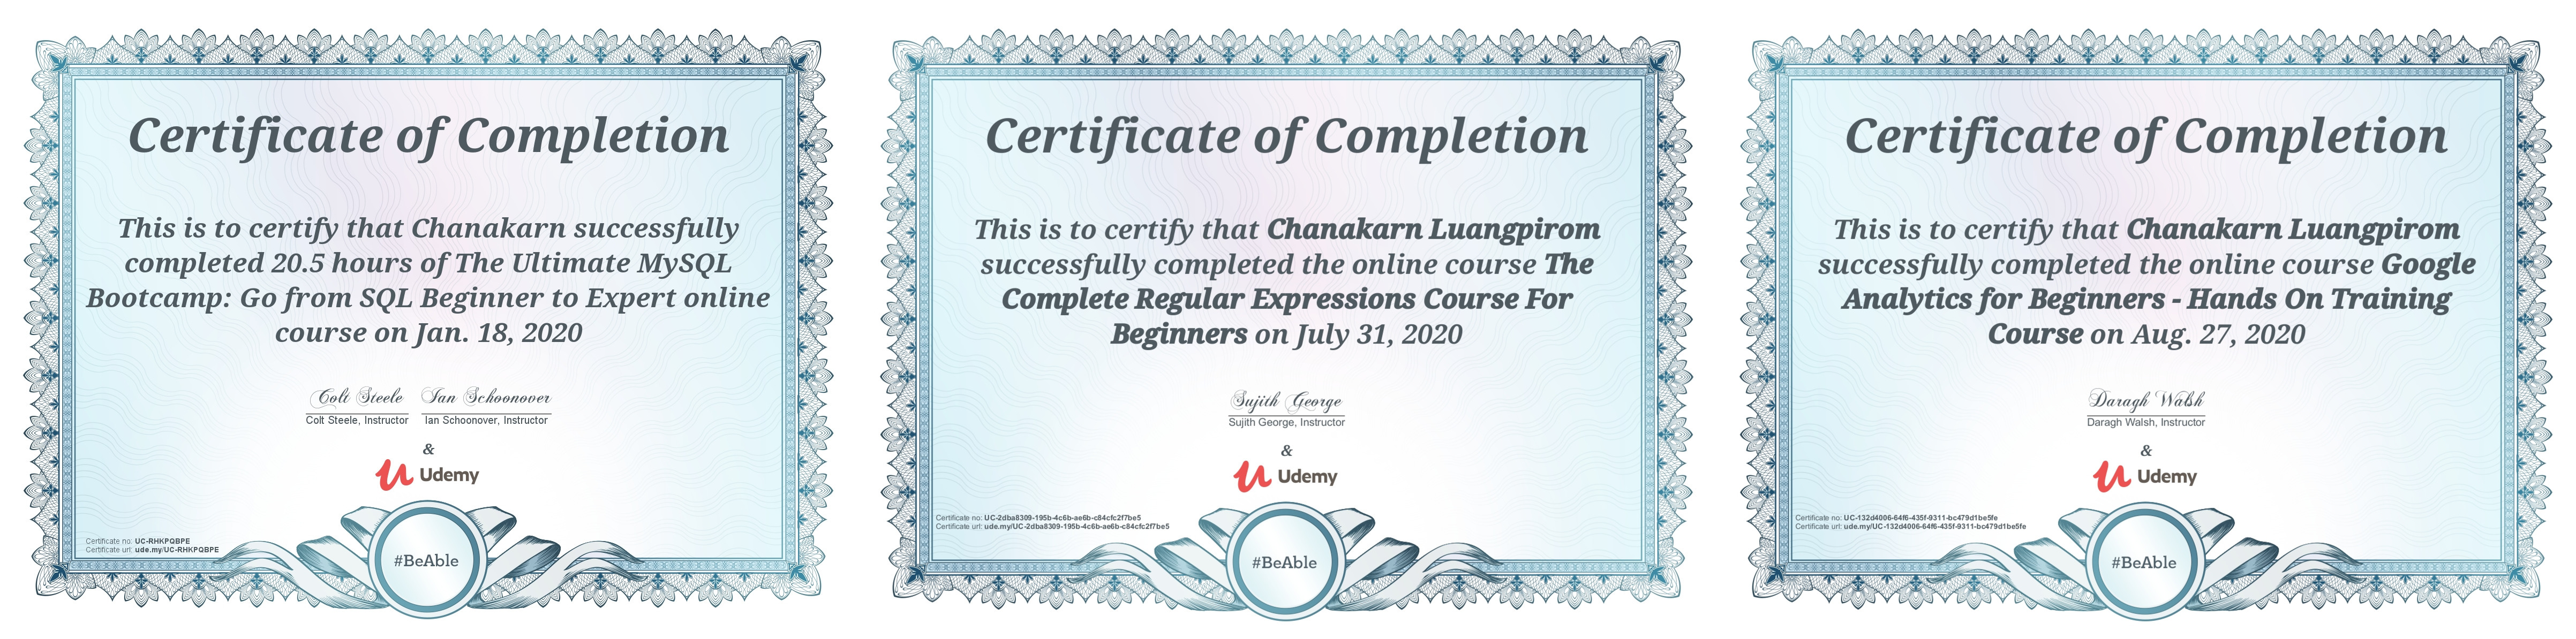 Certificate of Completion
This is to certify that Chanakarn successfully
completed 20.5 hours of The Ultimate MySQL
Bootcamp: Go from SQL Beginner to Expert online
course on Jan. 18, 2020
Colt Steele Ian Schoonover
Colt Steele, Instructor Ian Schoonover, Instructor
&
Udemy
Certificate no: UC-RHKPQBPE
Certificate url: ude.my/UC-RHKPQBPE
#BeAble
Certificate of Completion
This is to certify that Chanakarn Luangpirom
successfully completed the online course The
Complete Regular Expressions Course For
Beginners on July 31, 2020
Sujith George
Sujith George, Instructor
&
Udemy
Certificate no: UC-2dba8309-195b-4c6b-ae6b-c84cfc2f7be5
Certificate url: ude.my/UC-2dba8309-195b-4c6b-ae6b-c84cfc2f7be5
#BeAble
Certificate of Completion
This is to certify that Chanakarn Luangpirom
successfully completed the online course Google
Analytics for Beginners - Hands On Training
Course on Aug. 27, 2020
Daragh Walsh
Daragh Walsh, Instructor
&
Udemy
Certificate no: UC-132d4006-64f6-435f-9311-bc479d1be5fe
Certificate url: ude.my/UC-132d4006-64f6-435f-9311-bc479d1be5fe
#BeAble